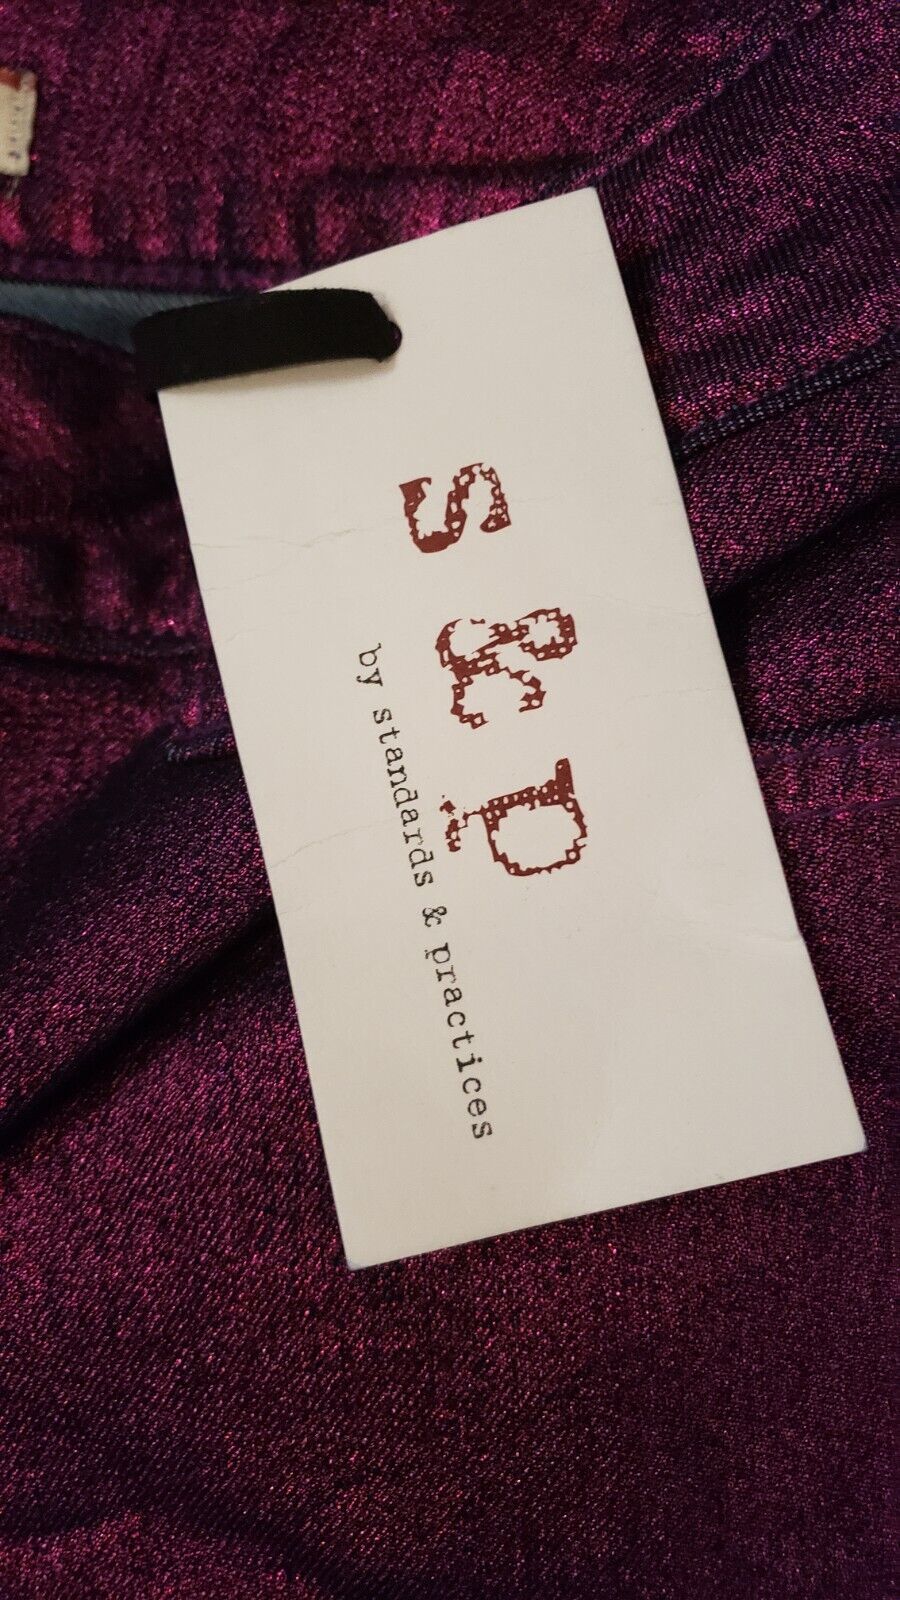 s & p
by standards & practices